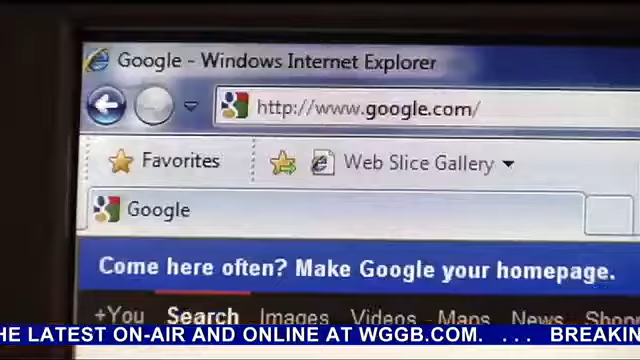 Google - Windows Internet Explorer
http://www.google.com/
Favorites
Web Slice Gallery
Google
Come here often? Make Google your homepage.
+You Search Images Videos Maps News Shopp
HE LATEST ON-AIR AND ONLINE AT WGGB.COM. . . . BREAKIN